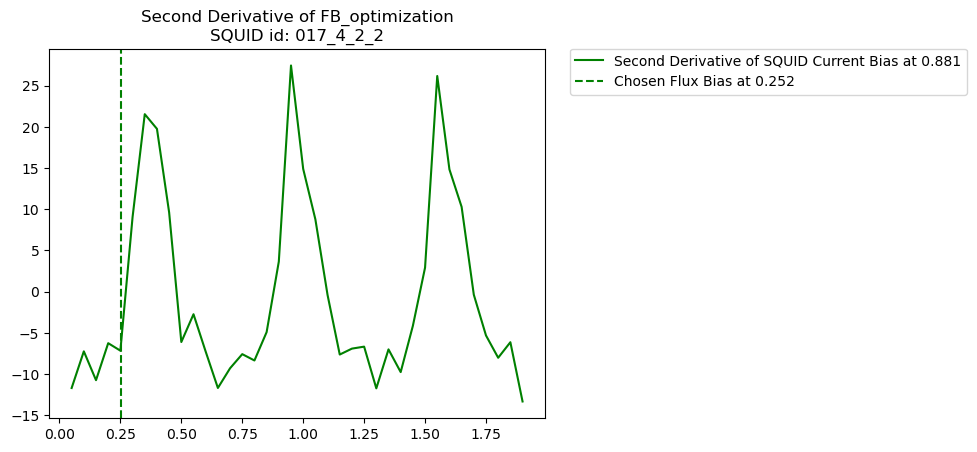 Second Derivative of FB_optimization
SQUID id: 017_4_2_2
Second Derivative of SQUID Current Bias at 0.881
Chosen Flux Bias at 0.252
25
20
15
10
5
0
−5
−10
−15
0.00 0.25 0.50 0.75 1.00 1.25 1.50 1.75